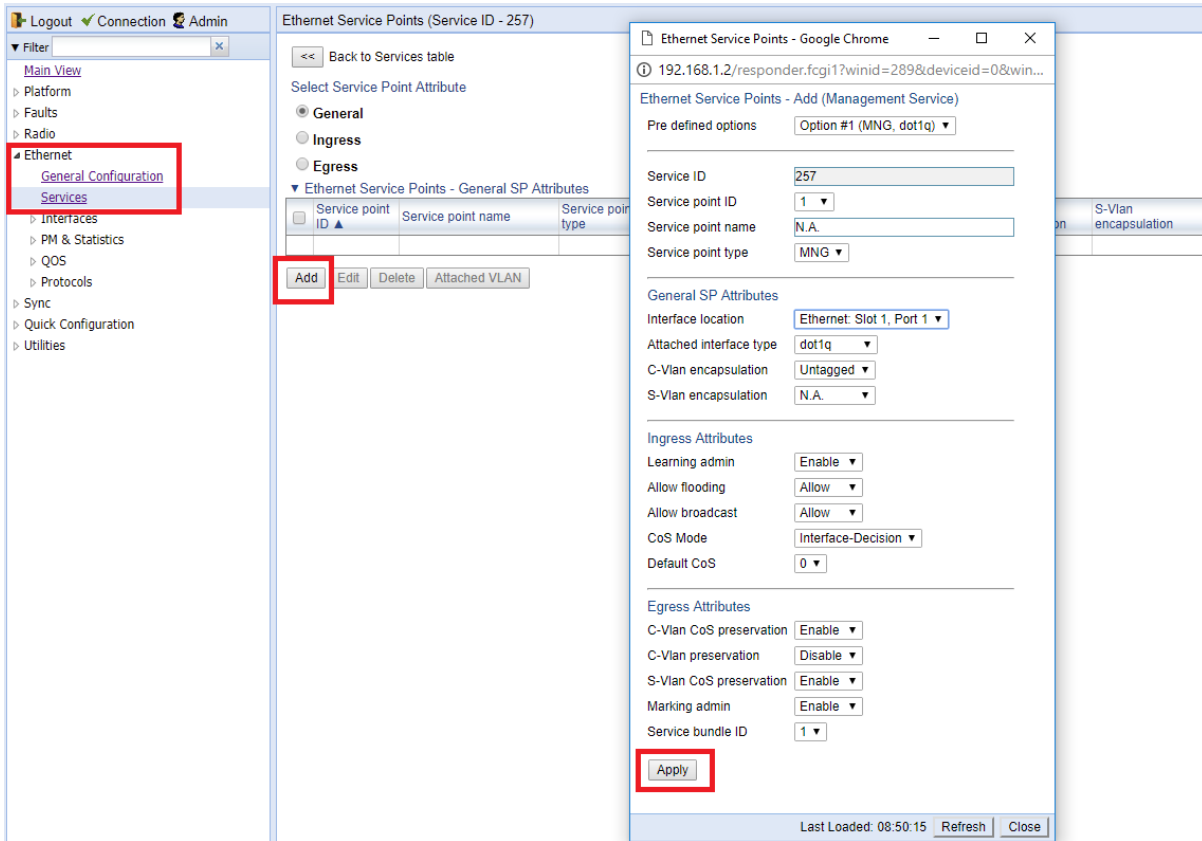 Logout Connection Admin
Filter
Main View
Platform
Faults
Radio
Ethernet
General Configuration
Services
Interfaces
PM & Statistics
QOS
Protocols
Sync
Quick Configuration
Utilities
Ethernet Service Points (Service ID - 257)
<< Back to Services table
Select Service Point Attribute
General
Ingress
Egress
Ethernet Service Points - General SP Attributes
Service point ID ▲ Service point name Service poin type on S-Vlan encapsulation
Add Edit Delete Attached VLAN
Ethernet Service Points - Google Chrome
192.168.1.2/responder.fcgi1?winid=289&deviceid=0&win...
Ethernet Service Points - Add (Management Service)
Pre defined options Option #1 (MNG, dot1q)
Service ID 257
Service point ID 1
Service point name N.A.
Service point type MNG
General SP Attributes
Interface location Ethernet: Slot 1, Port 1
Attached interface type dot1q
C-Vlan encapsulation Untagged
S-Vlan encapsulation N.A.
Ingress Attributes
Learning admin Enable
Allow flooding Allow
Allow broadcast Allow
CoS Mode Interface-Decision
Default CoS 0
Egress Attributes
C-Vlan CoS preservation Enable
C-Vlan preservation Disable
S-Vlan CoS preservation Enable
Marking admin Enable
Service bundle ID 1
Apply
Last Loaded: 08:50:15 Refresh Close